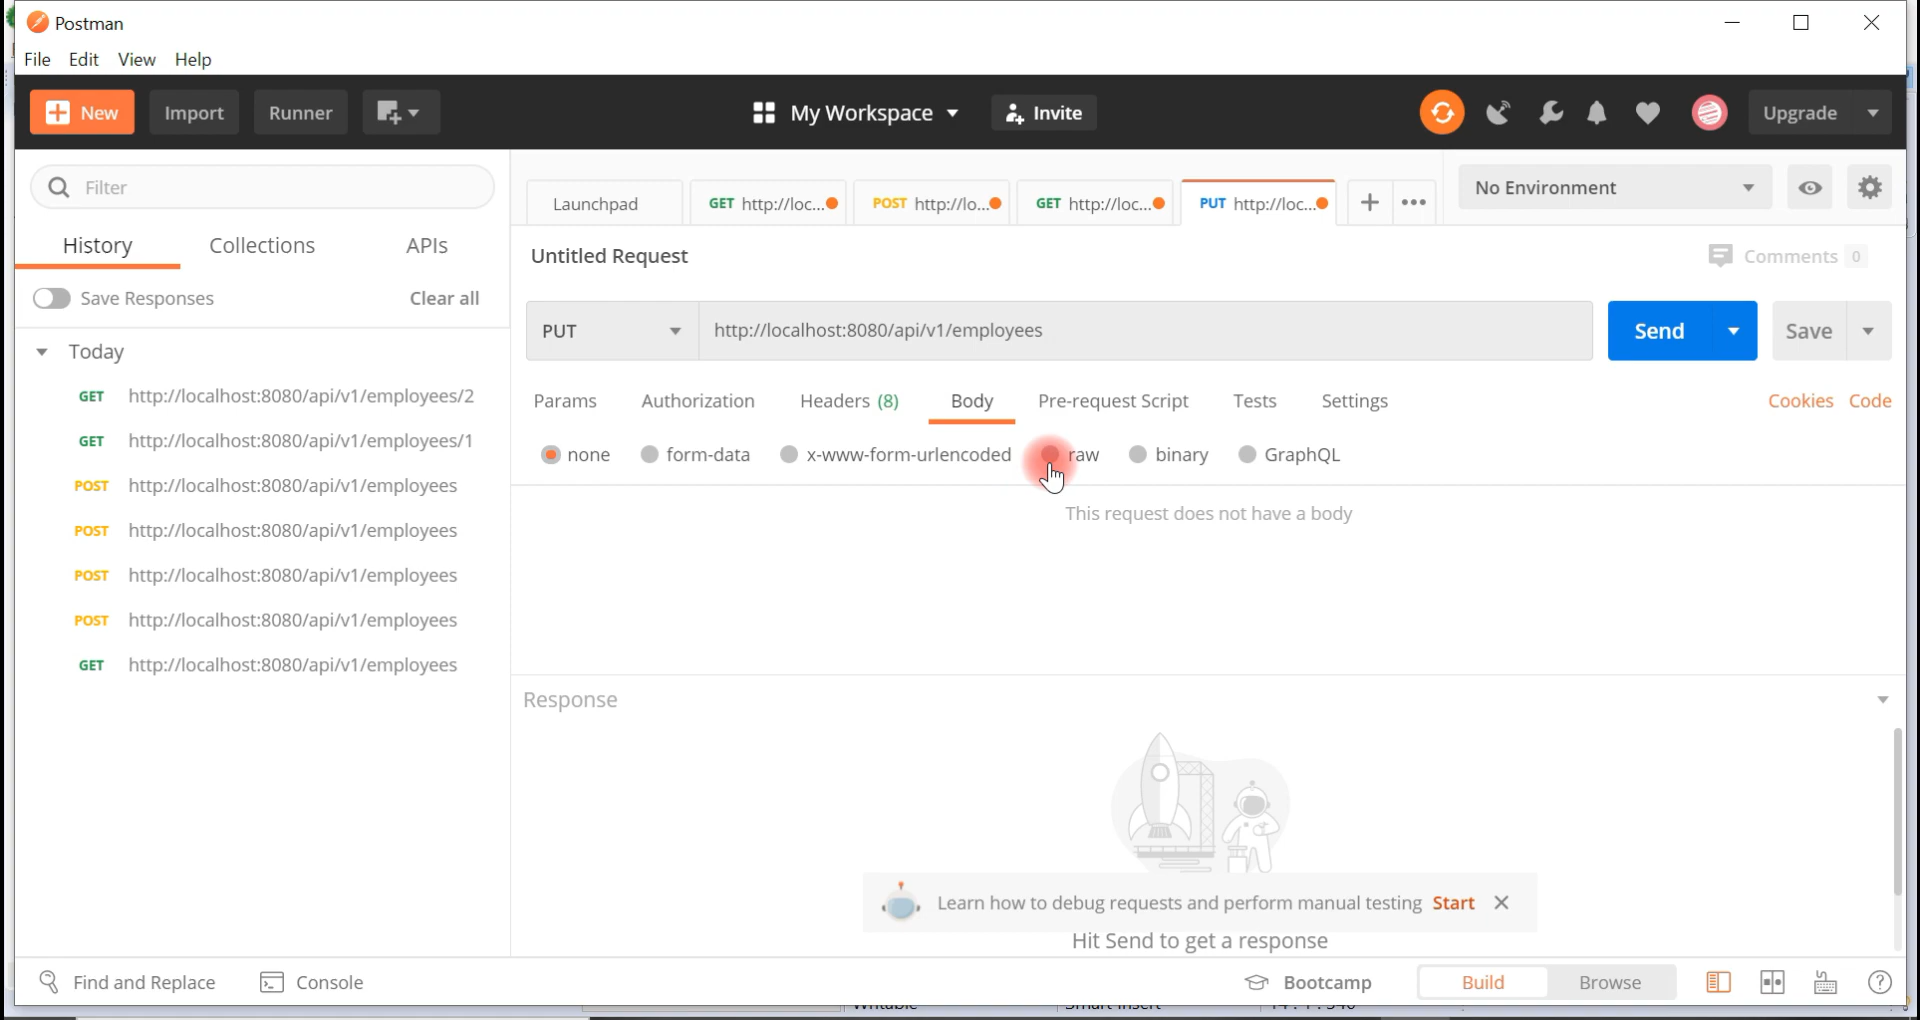 Postman
File Edit View Help
New Import Runner My Workspace Invite Upgrade
Filter
Launchpad GET http://loc... POST http://lo... GET http://loc... PUT http://loc... No Environment
History Collections APIs
Untitled Request Comments 0
Save Responses Clear all
PUT http://localhost:8080/api/v1/employees Send Save
Today
GET http://localhost:8080/api/v1/employees/2
GET http://localhost:8080/api/v1/employees/1
POST http://localhost:8080/api/v1/employees
POST http://localhost:8080/api/v1/employees
POST http://localhost:8080/api/v1/employees
POST http://localhost:8080/api/v1/employees
GET http://localhost:8080/api/v1/employees
Params Authorization Headers (8) Body Pre-request Script Tests Settings Cookies Code
none form-data x-www-form-urlencoded raw binary GraphQL
This request does not have a body
Response
Learn how to debug requests and perform manual testing Start
Hit Send to get a response
Find and Replace Console Bootcamp Build Browse
Writable Smart Insert